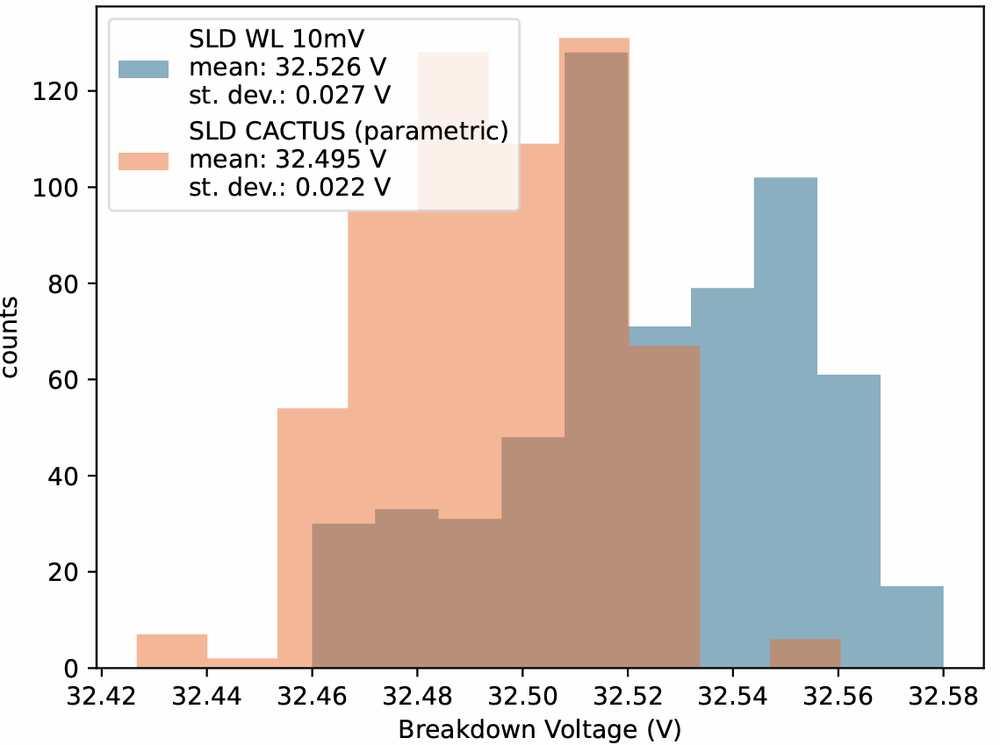 SLD WL 10mV
mean: 32.526 V
st. dev.: 0.027 V
SLD CACTUS (parametric)
mean: 32.495 V
st. dev.: 0.022 V
120
100
80
60
40
20
0
counts
32.42 32.44 32.46 32.48 32.50 32.52 32.54 32.56 32.58
Breakdown Voltage (V)